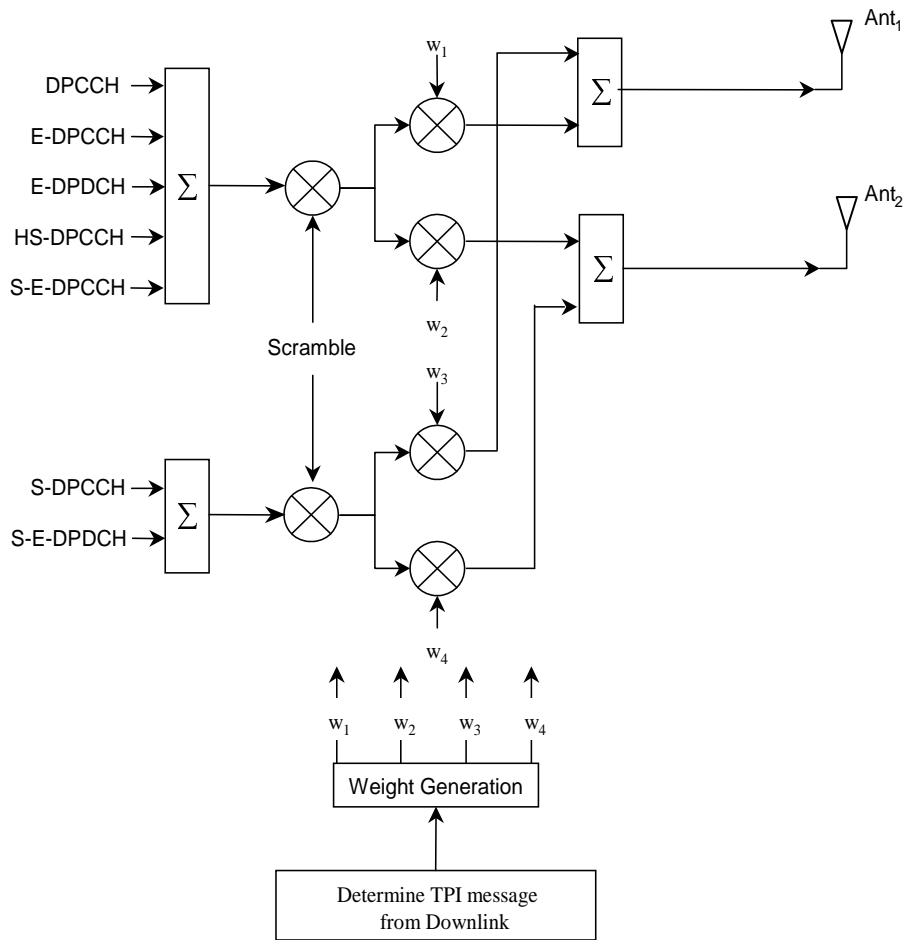 Ant₁
w₁
DPCCH
Σ
E-DPCCH
E-DPDCH
Σ
Ant₂
HS-DPCCH
Σ
S-E-DPCCH
w₂
Scramble
w₃
S-DPCCH
Σ
S-E-DPDCH
w₄
w₁ w₂ w₃ w₄
Weight Generation
Determine TPI message
from Downlink